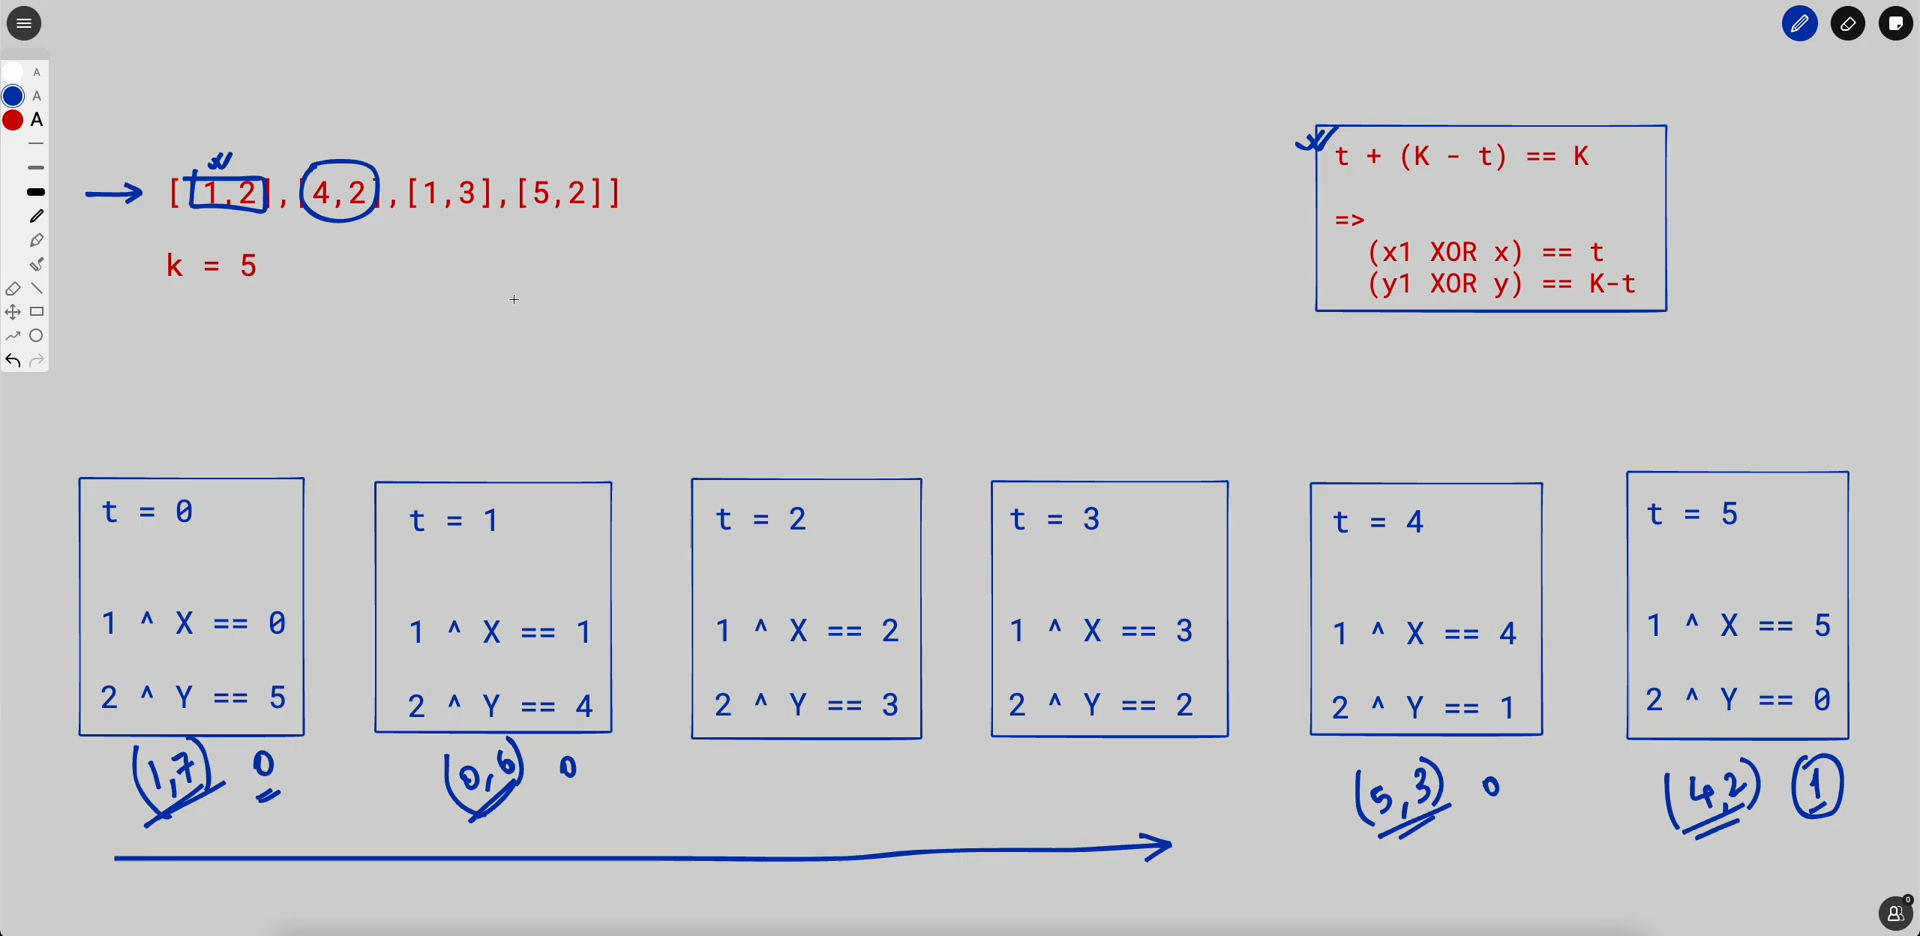 A
A
A
[[1,2],[4,2],[1,3],[5,2]]
k = 5
t + (K - t) == K
=>
(x1 XOR x) == t
(y1 XOR y) == K-t
t = 0
1 ^ X == 0
2 ^ Y == 5
(1,7) 0
t = 1
1 ^ X == 1
2 ^ Y == 4
(0,6) 0
t = 2
1 ^ X == 2
2 ^ Y == 3
t = 3
1 ^ X == 3
2 ^ Y == 2
t = 4
1 ^ X == 4
2 ^ Y == 1
(5,3) 0
t = 5
1 ^ X == 5
2 ^ Y == 0
(4,2) 1
0